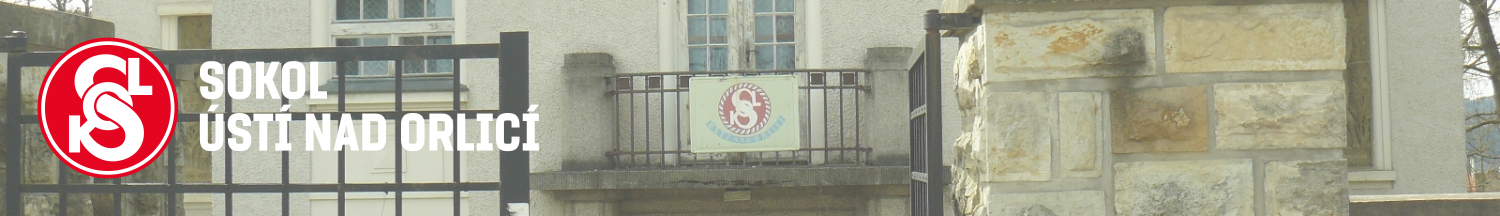 SOKOL
ÚSTÍ NAD ORLICÍ